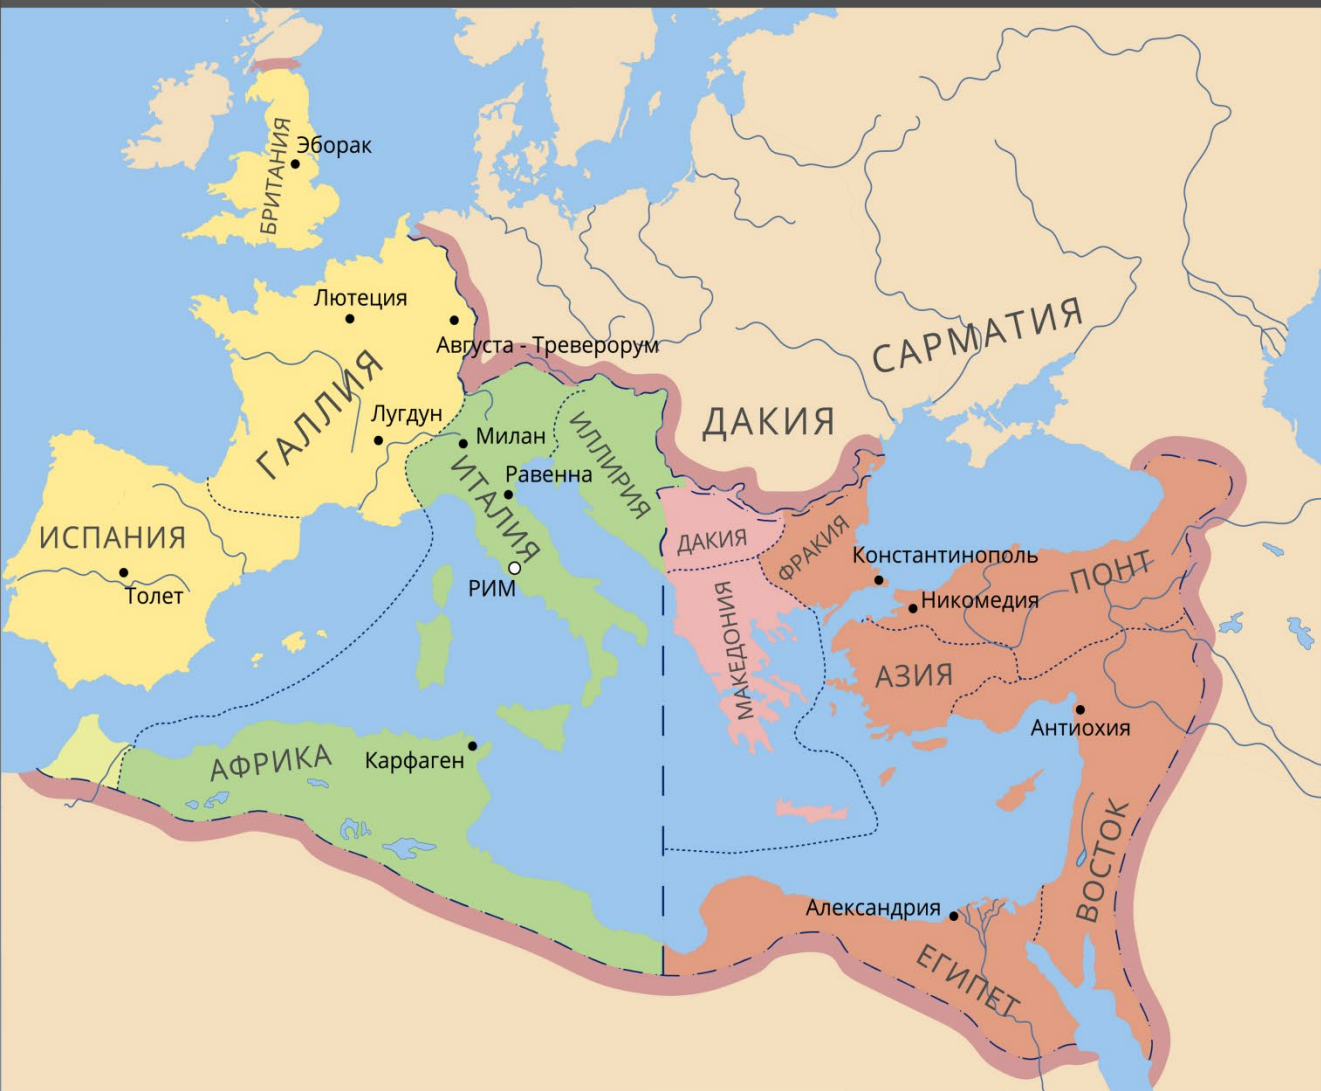 Эборак
БРИТАНИЯ
Лютеция
Августа - Треверорум
САРМАТИЯ
ГАЛЛИЯ
Лугдун
ДАКИЯ
Милан
ИЛЛИРИЯ
Равенна
ИТАЛИЯ
ИСПАНИЯ
Толет
РИМ
ДАКИЯ
ФРАКИЯ
Константинополь
ПОНТ
Никомедия
МАКЕДОНИЯ
АЗИЯ
Антиохия
АФРИКА
Карфаген
ВОСТОК
Александрия
ЕГИПЕТ